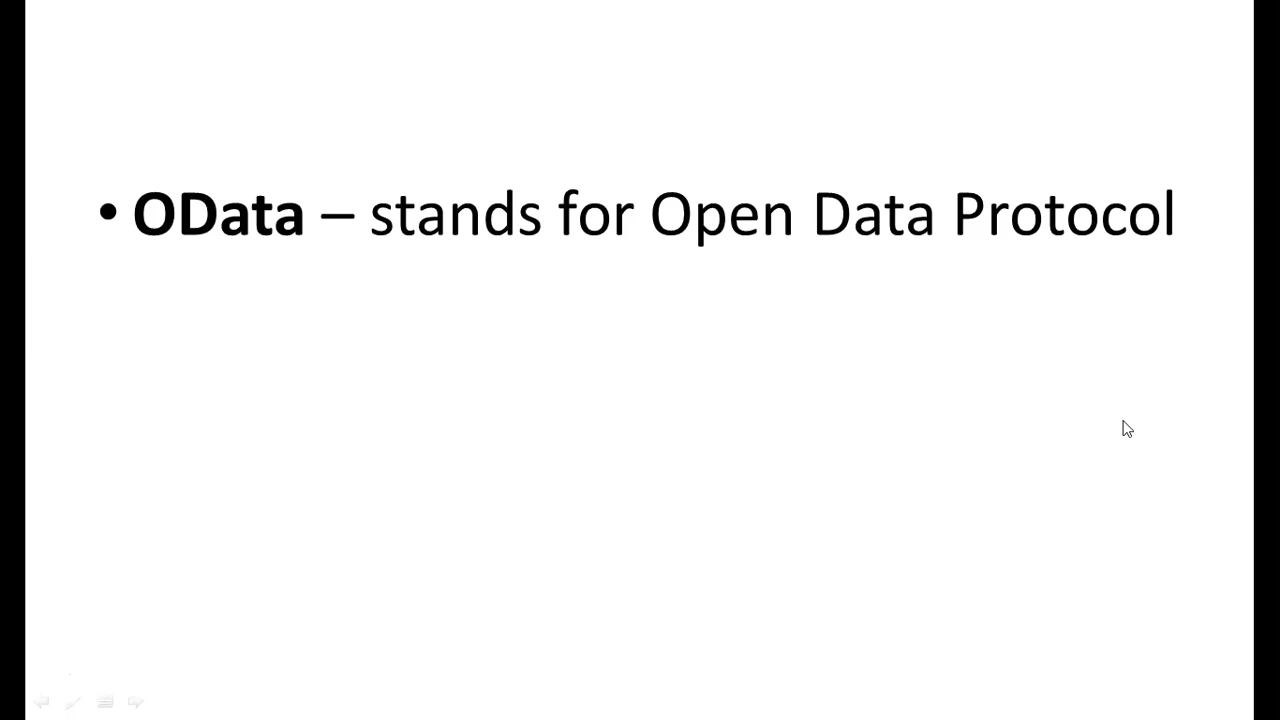 • OData – stands for Open Data Protocol